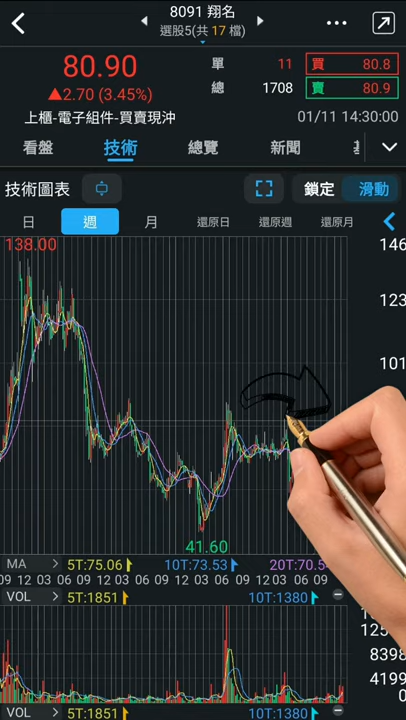 8091 翔名
選股5(共 17 檔)
80.90
▲2.70 (3.45%)
單 11 買 80.8
總 1708 賣 80.9
上櫃-電子組件-買賣現沖 01/11 14:30:00
看盤 技術 總覽 新聞
技術圖表 鎖定 滑動
日 週 月 還原日 還原週 還原月
138.00
146
123
101
41.60
MA 5T:75.06 10T:73.53 20T:70.54
09 12 03 06 09 12 03 06 09 12 03 06 09 12 03 06 09
VOL 5T:1851 10T:1380
125
8398
4199
0
VOL 5T:1851 10T:1380